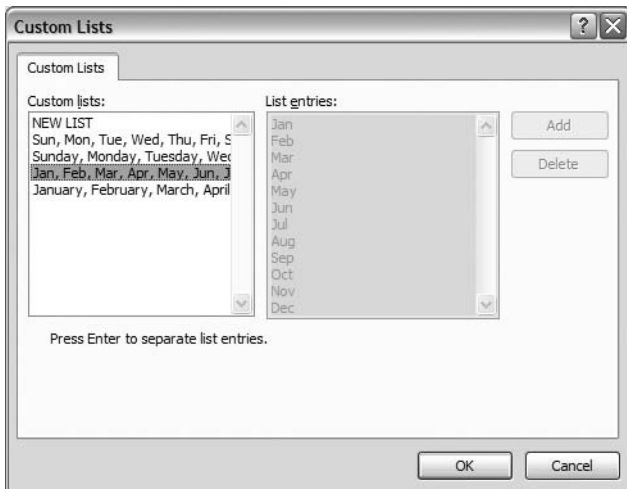 Custom Lists
Custom Lists
Custom lists:
NEW LIST
Sun, Mon, Tue, Wed, Thu, Fri, S
Sunday, Monday, Tuesday, Wed
Jan, Feb, Mar, Apr, May, Jun, J
January, February, March, April
List entries:
Jan
Feb
Mar
Apr
May
Jun
Jul
Aug
Sep
Oct
Nov
Dec
Add
Delete
Press Enter to separate list entries.
OK
Cancel